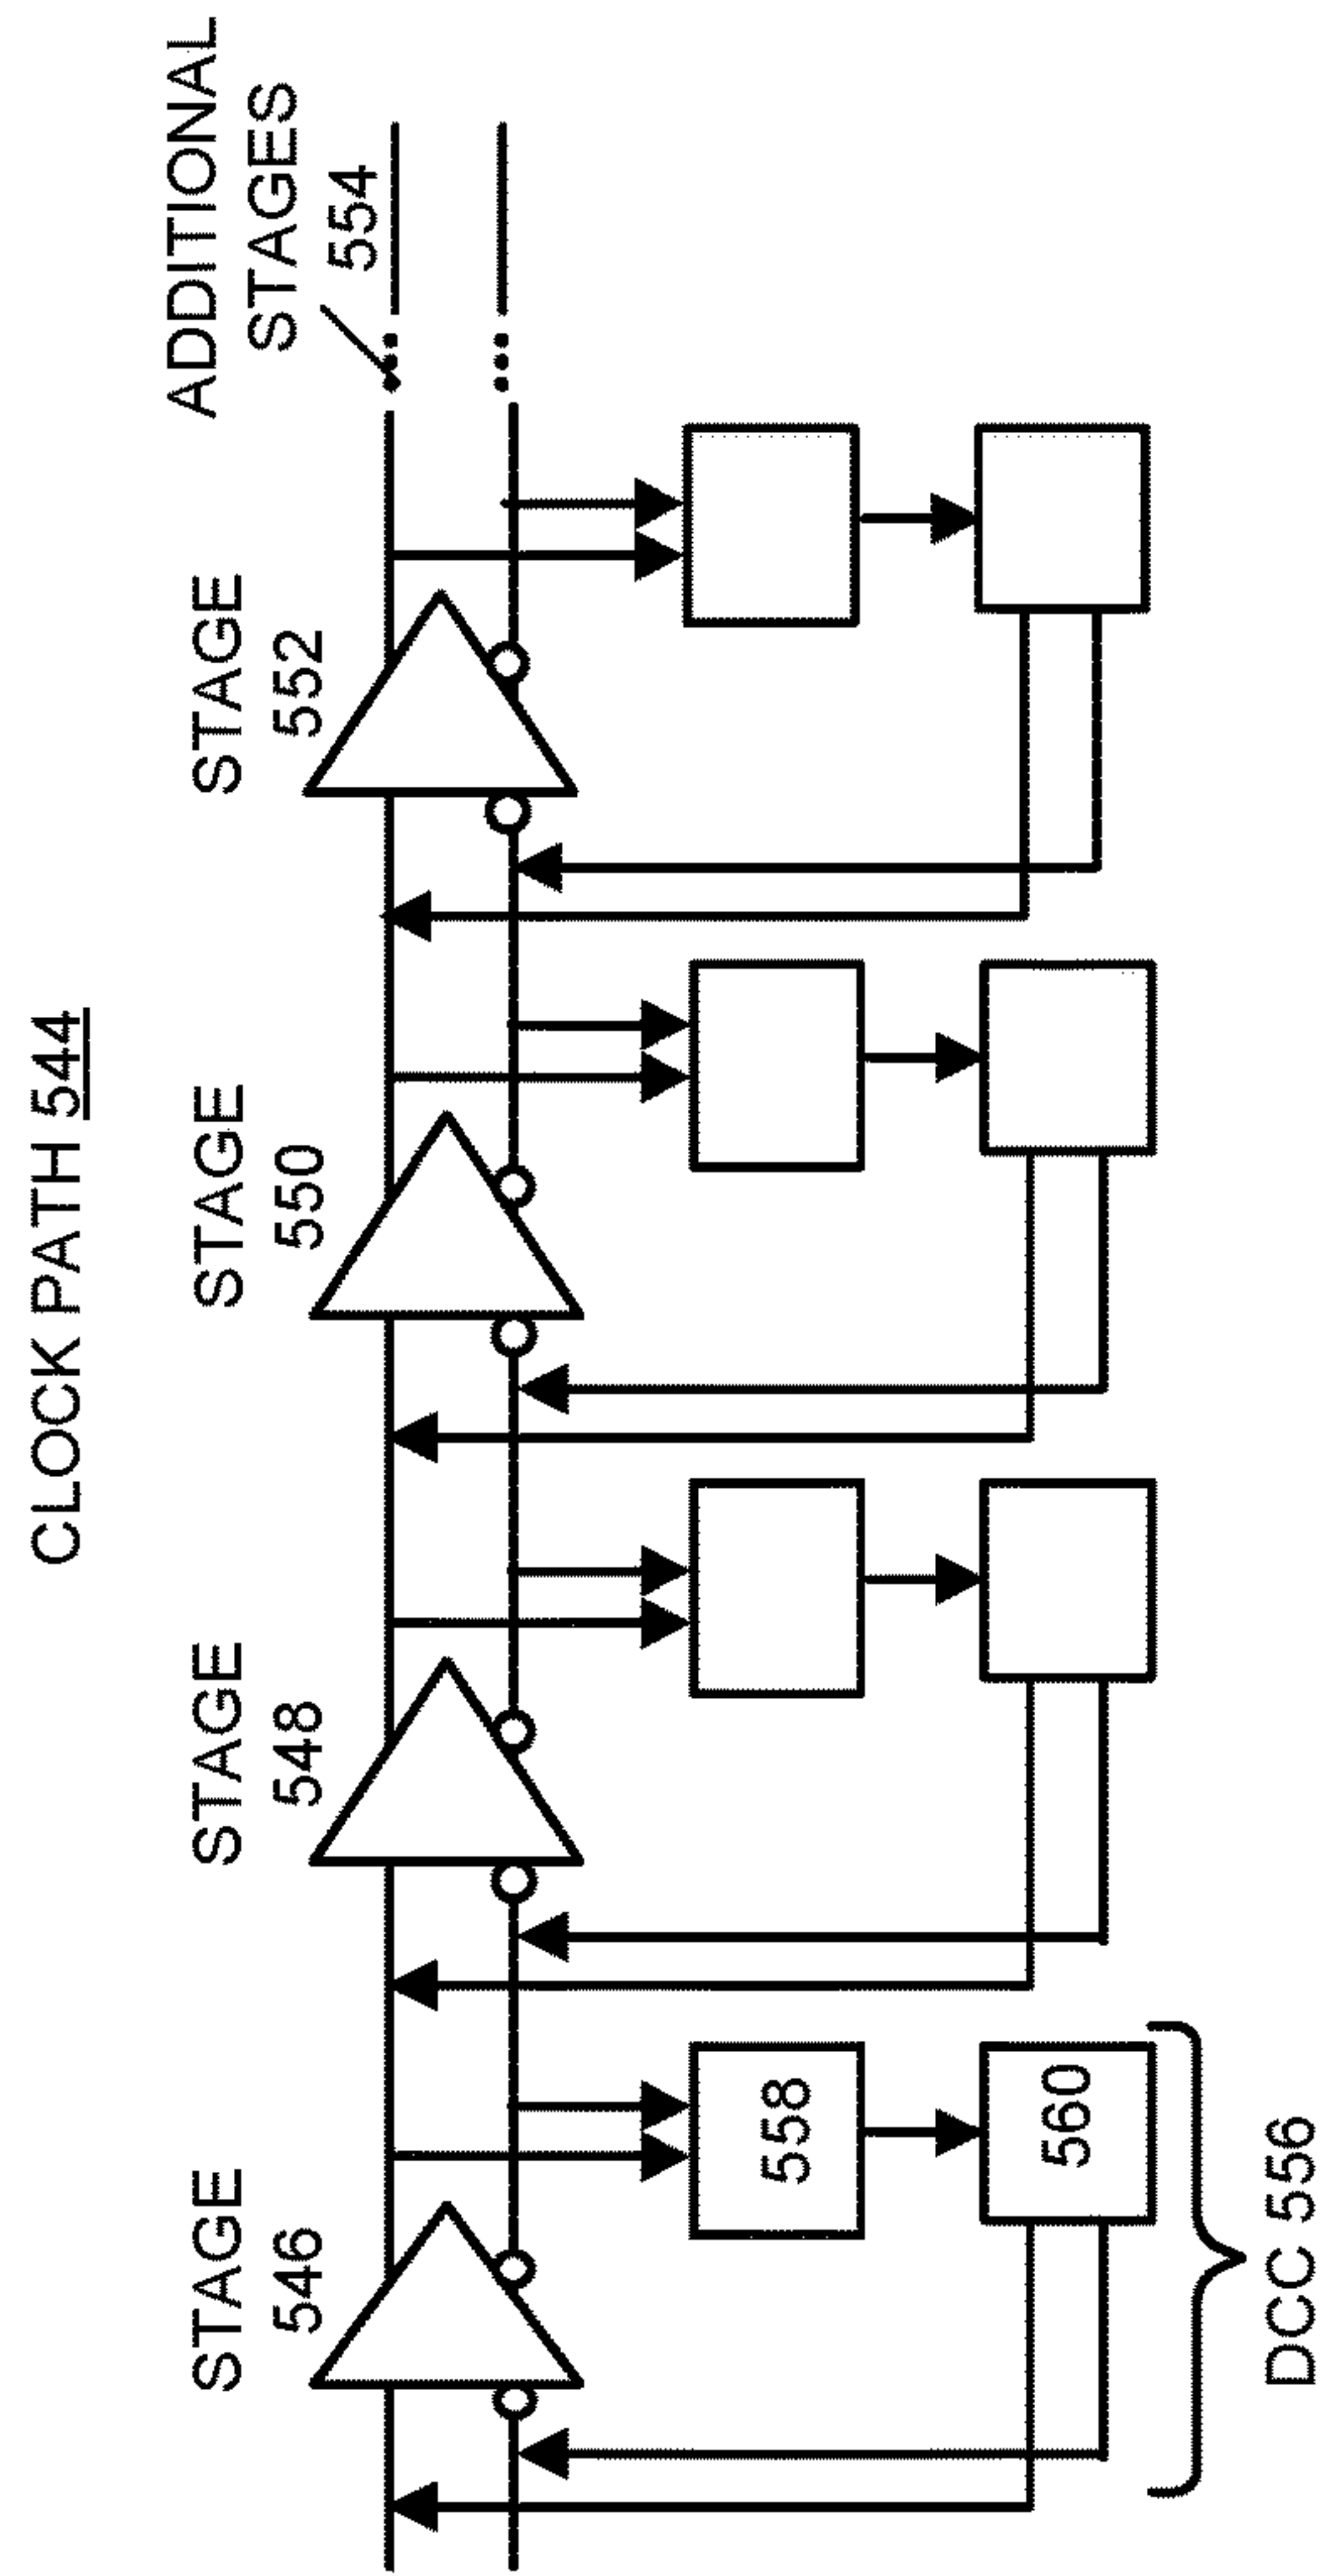 CLOCK PATH 544
STAGE
546
STAGE
548
STAGE
550
STAGE
552
ADDITIONAL
STAGES
554
558
560
DCC 556